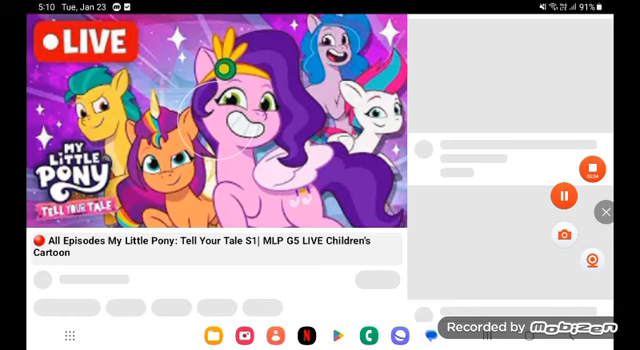 5:10 Tue, Jan 23
91%
LIVE
MY
LITTLE
PONY
TELL YOUR TALE
🔴 All Episodes My Little Pony: Tell Your Tale S1| MLP G5 LIVE Children's
Cartoon
Recorded by Mobizen